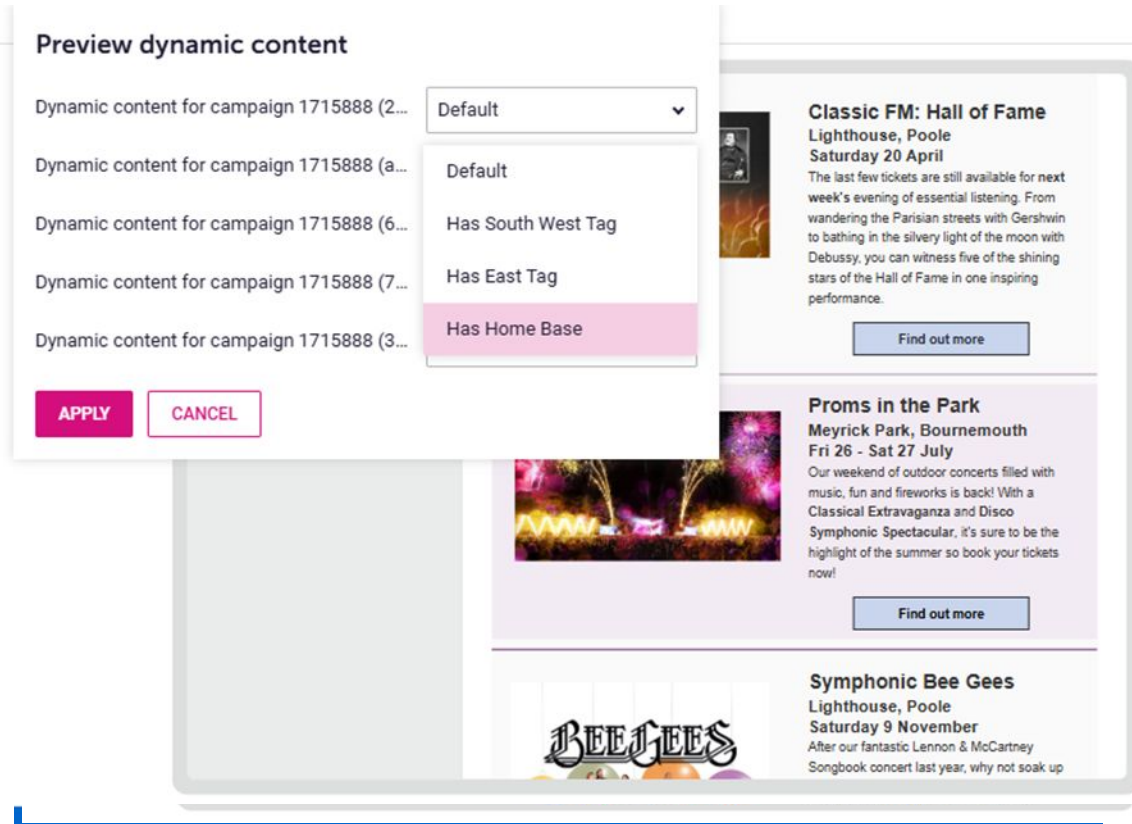 Preview dynamic content
Dynamic content for campaign 1715888 (2...
Default
Dynamic content for campaign 1715888 (a...
Default
Dynamic content for campaign 1715888 (6...
Has South West Tag
Dynamic content for campaign 1715888 (7...
Has East Tag
Dynamic content for campaign 1715888 (3...
Has Home Base
APPLY
CANCEL
Classic FM: Hall of Fame
Lighthouse, Poole
Saturday 20 April
The last few tickets are still available for next
week's evening of essential listening. From
wandering the Parisian streets with Gershwin
to bathing in the silvery light of the moon with
Debussy, you can witness five of the shining
stars of the Hall of Fame in one inspiring
performance.
Find out more
Proms in the Park
Meyrick Park, Bournemouth
Fri 26 - Sat 27 July
Our weekend of outdoor concerts filled with
music, fun and fireworks is back! With a
Classical Extravaganza and Disco
Symphonic Spectacular, it's sure to be the
highlight of the summer so book your tickets
now!
Find out more
BEE GEES
Symphonic Bee Gees
Lighthouse, Poole
Saturday 9 November
After our fantastic Lennon & McCartney
Songbook concert last year, why not soak up